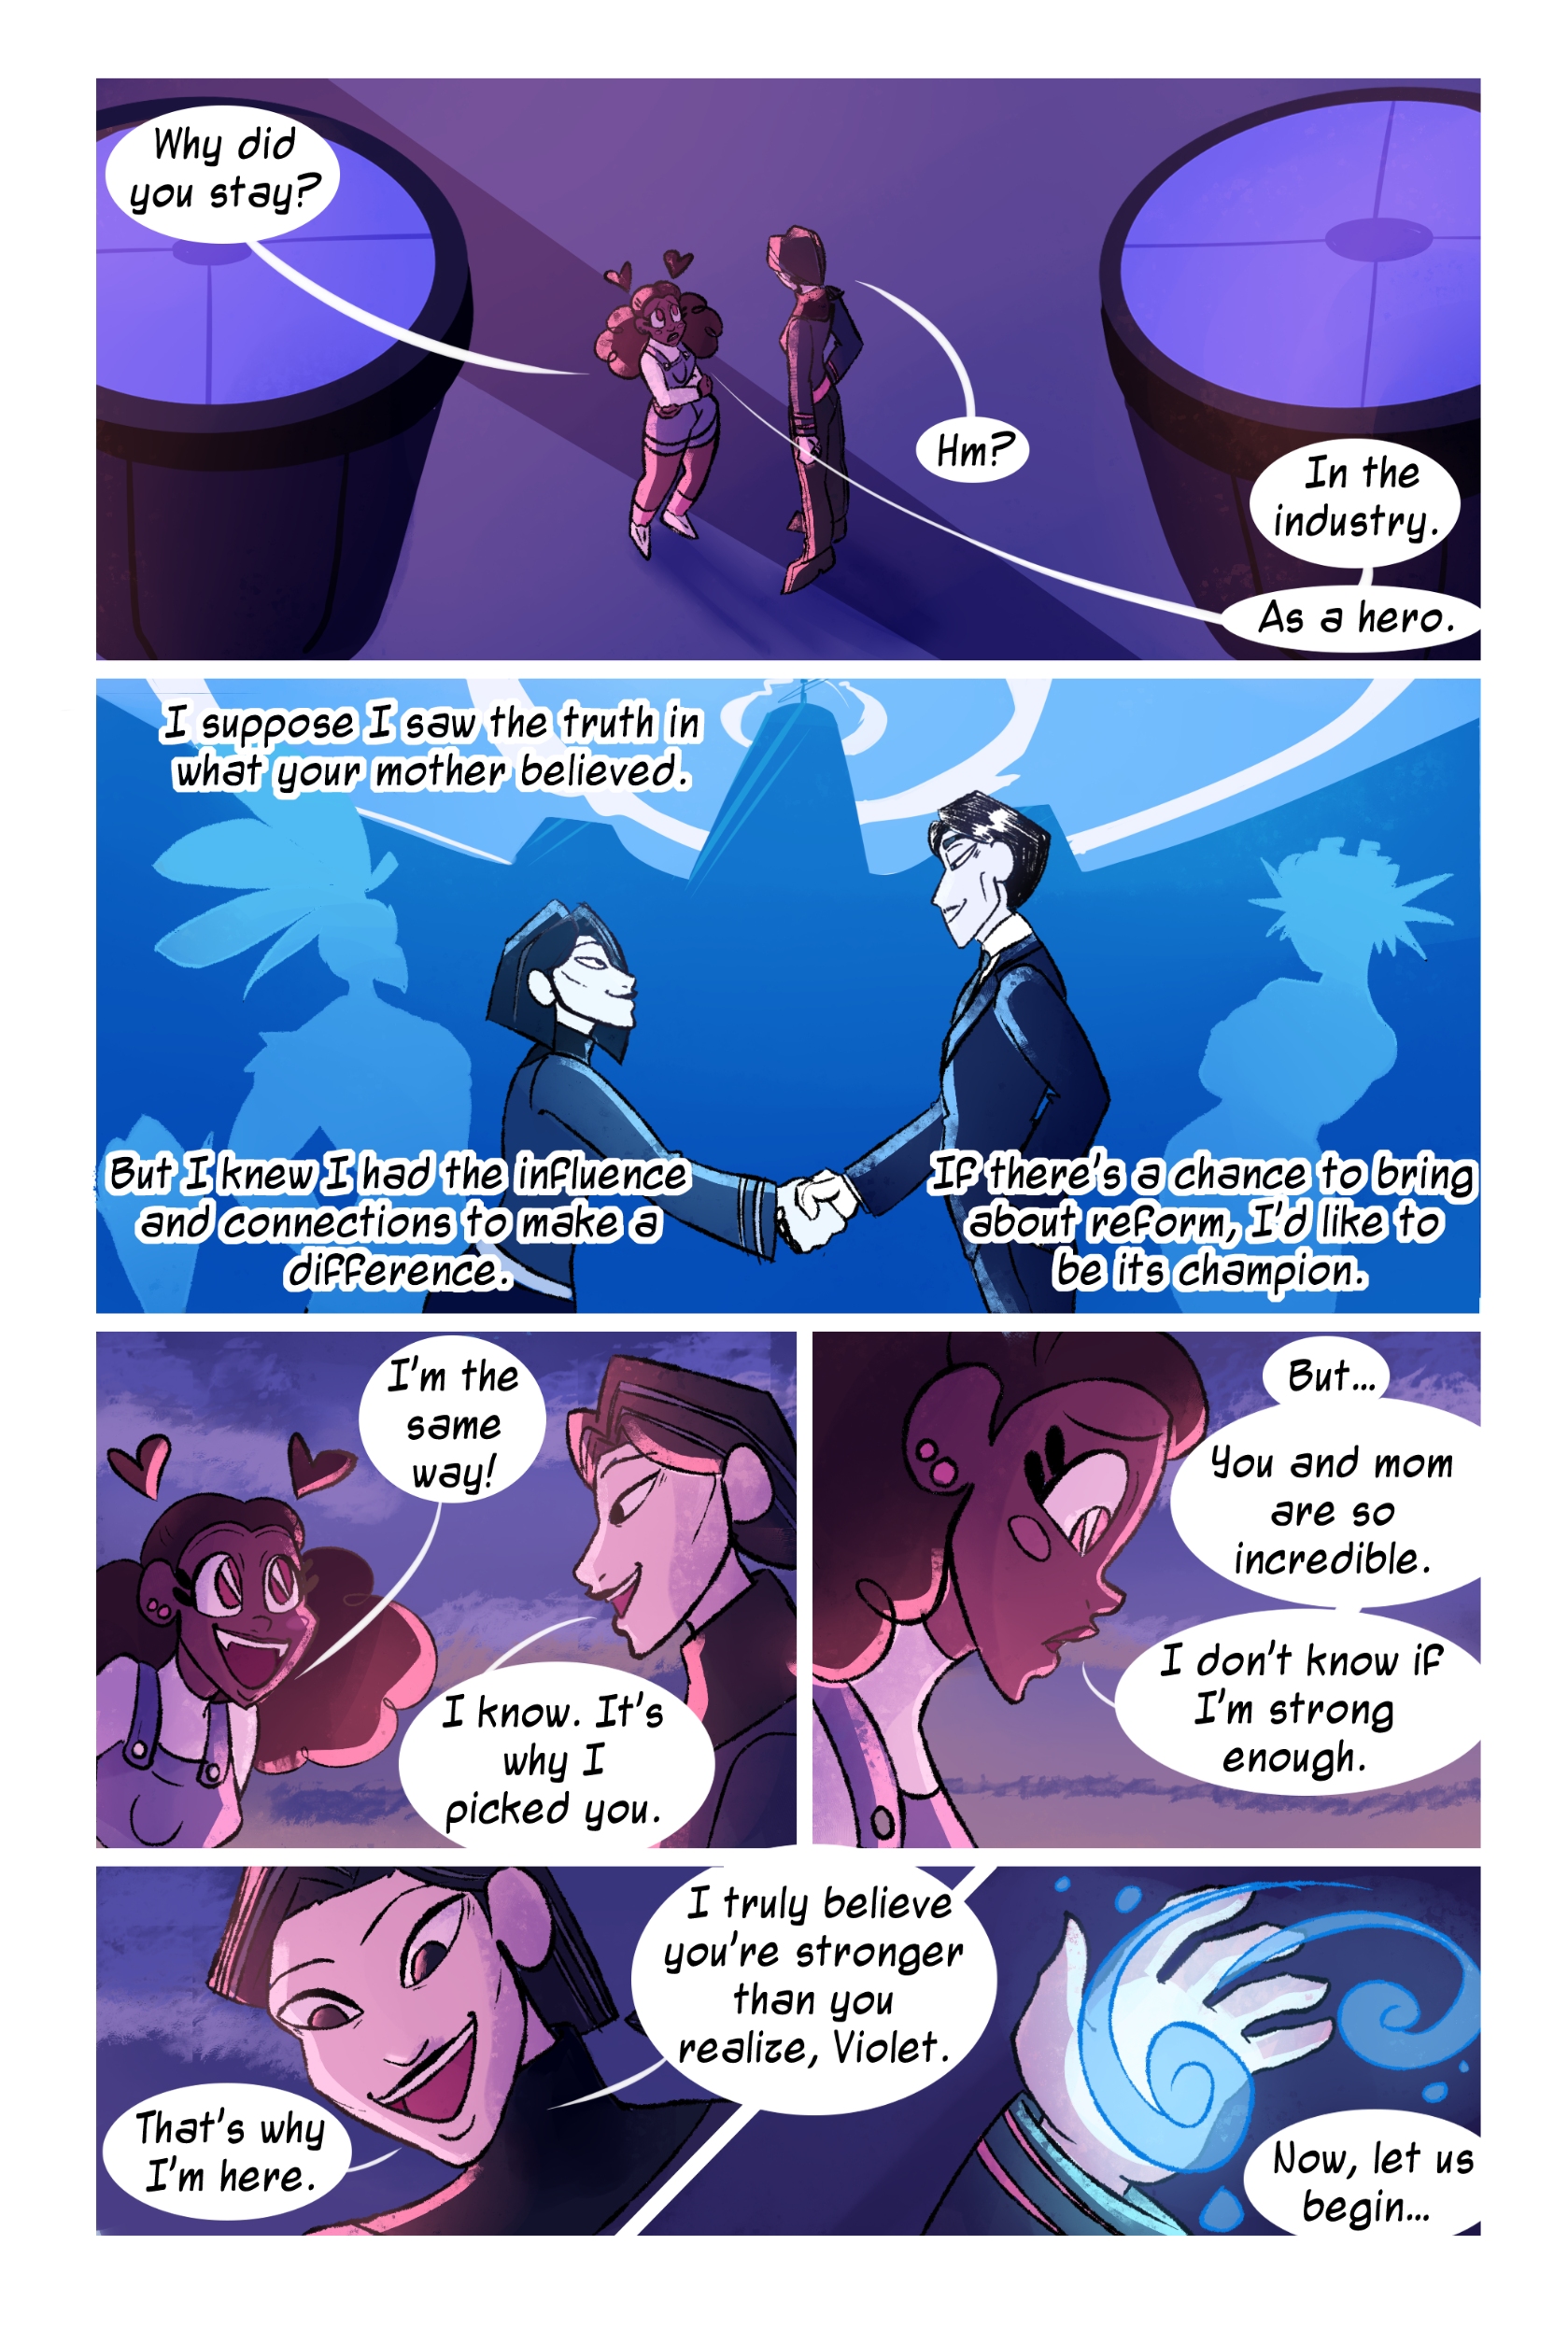 Why did
you stay?
Hm?
In the
industry.
As a hero.
I suppose I saw the truth in
what your mother believed.
But I knew I had the influence
and connections to make a
difference.
If there's a chance to bring
about reform, I'd like to
be its champion.
I'm the
same
way!
I know. It's
why I
picked you.
But...
You and mom
are so
incredible.
I don't know if
I'm strong
enough.
I truly believe
you're stronger
than you
realize, Violet.
That's why
I'm here.
Now, let us
begin...